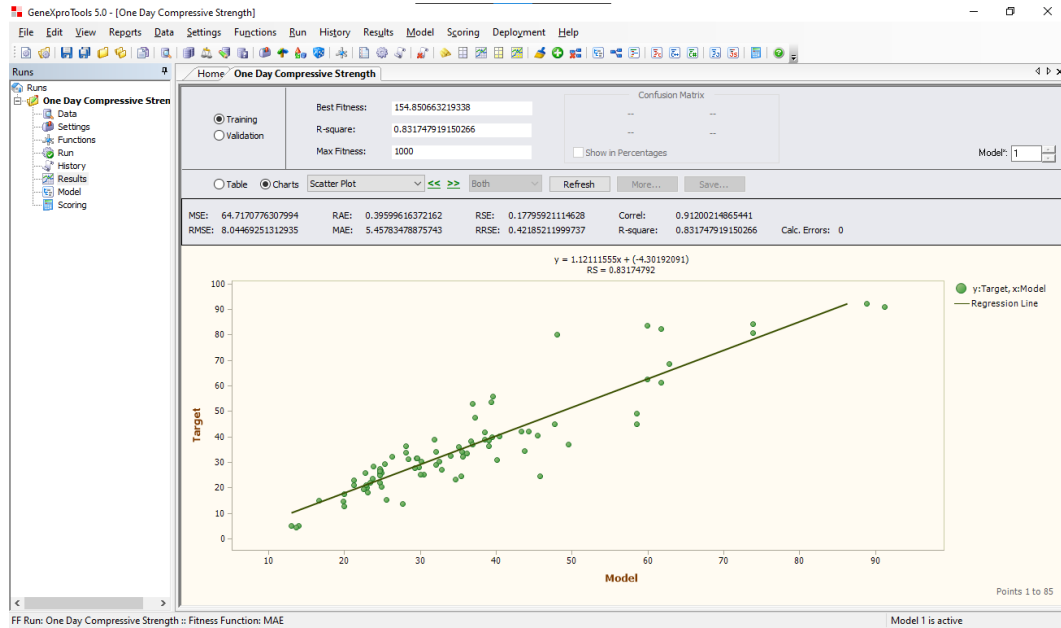 GeneXproTools 5.0 - [One Day Compressive Strength]
File Edit View Reports Data Settings Functions Run History Results Model Scoring Deployment Help
Runs
Runs
One Day Compressive Stren
Data
Settings
Functions
Run
History
Results
Model
Scoring
Home One Day Compressive Strength
Training
Validation
Best Fitness: 154.850663219338
R-square: 0.831747919150266
Max Fitness: 1000
Confusion Matrix
-- --
-- --
Show in Percentages
Model*: 1
Table Charts Scatter Plot << >> Both Refresh More... Save...
MSE: 64.7170776307994 RAE: 0.39599616372162 RSE: 0.17795921114628 Correl: 0.91200214865441
RMSE: 8.04469251312935 MAE: 5.45783478875743 RRSE: 0.42185211999737 R-square: 0.831747919150266 Calc. Errors: 0
y = 1.12111555x + (-4.30192091)
RS = 0.83174792
y:Target, x:Model
Regression Line
100
90
80
70
60
50
40
30
20
10
0
Target
10 20 30 40 50 60 70 80 90
Model
Points 1 to 85
FF Run: One Day Compressive Strength :: Fitness Function: MAE
Model 1 is active